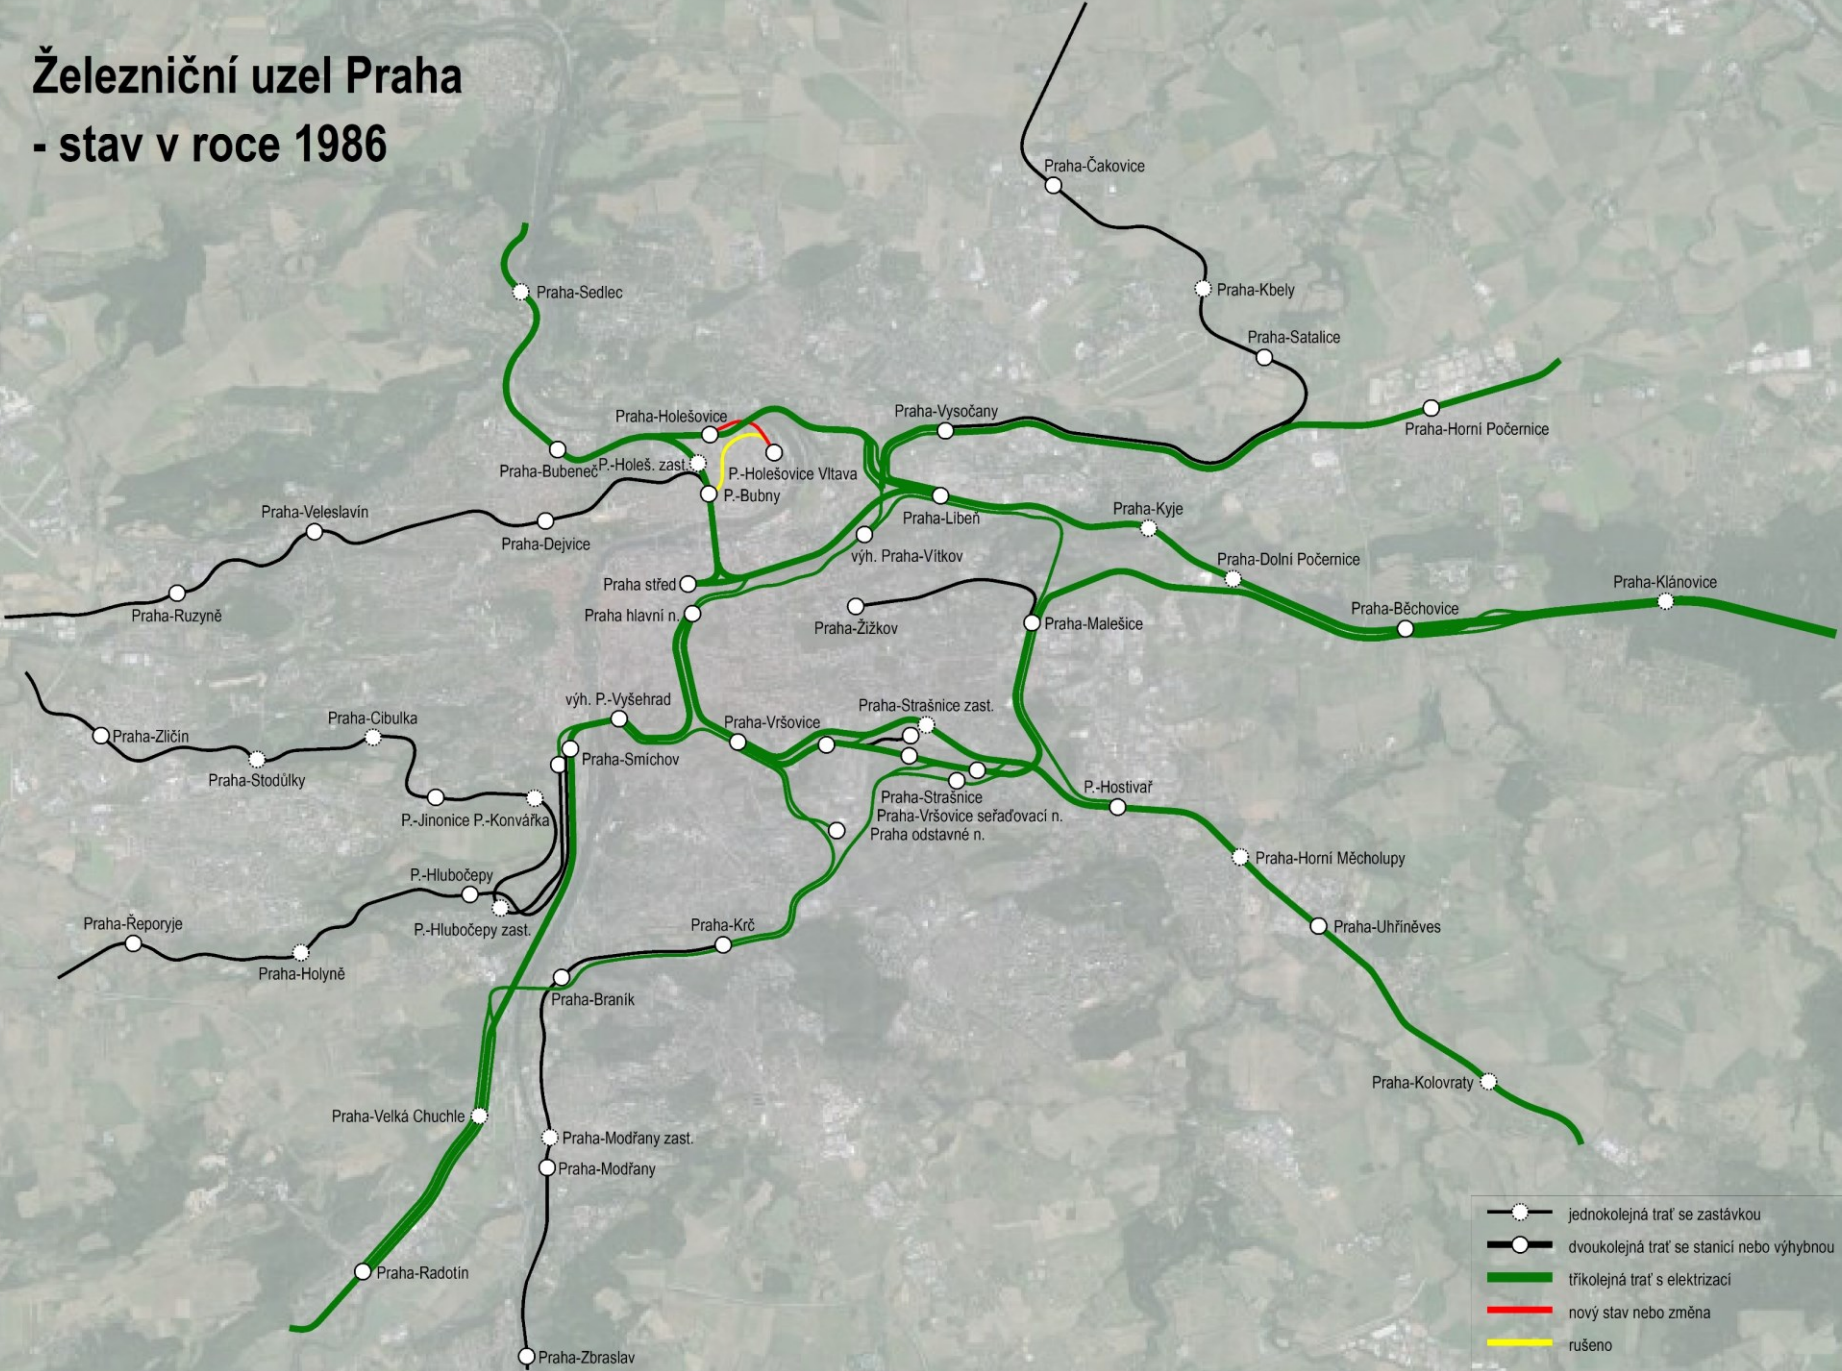 Železniční uzel Praha
- stav v roce 1986
Praha-Čakovice
Praha-Sedlec
Praha-Kbely
Praha-Satalice
Praha-Holešovice
Praha-Vysočany
Praha-Horní Počernice
Praha-Bubeneč
P.-Holeš. zast.
P.-Holešovice Vltava
P.-Bubny
Praha-Veleslavín
Praha-Dejvice
Praha-Libeň
Praha-Kyje
výh. Praha-Vítkov
Praha-Dolní Počernice
Praha střed
Praha-Klánovice
Praha-Ruzyně
Praha hlavní n.
Praha-Žižkov
Praha-Malešice
Praha-Běchovice
výh. P.-Vyšehrad
Praha-Strašnice zast.
Praha-Cibulka
Praha-Vršovice
Praha-Zličín
Praha-Smíchov
Praha-Stodůlky
P.-Hostivař
Praha-Strašnice
P.-Jinonice
P.-Konvářka
Praha-Vršovice seřaďovací n.
Praha odstavné n.
Praha-Horní Měcholupy
P.-Hlubočepy
Praha-Řeporyje
P.-Hlubočepy zast.
Praha-Krč
Praha-Uhříněves
Praha-Holyně
Praha-Braník
Praha-Kolovraty
Praha-Velká Chuchle
Praha-Modřany zast.
Praha-Modřany
Praha-Radotín
Praha-Zbraslav
jednokolejná trať se zastávkou
dvoukolejná trať se stanicí nebo výhybnou
tříkolejná trať s elektrizací
nový stav nebo změna
rušeno